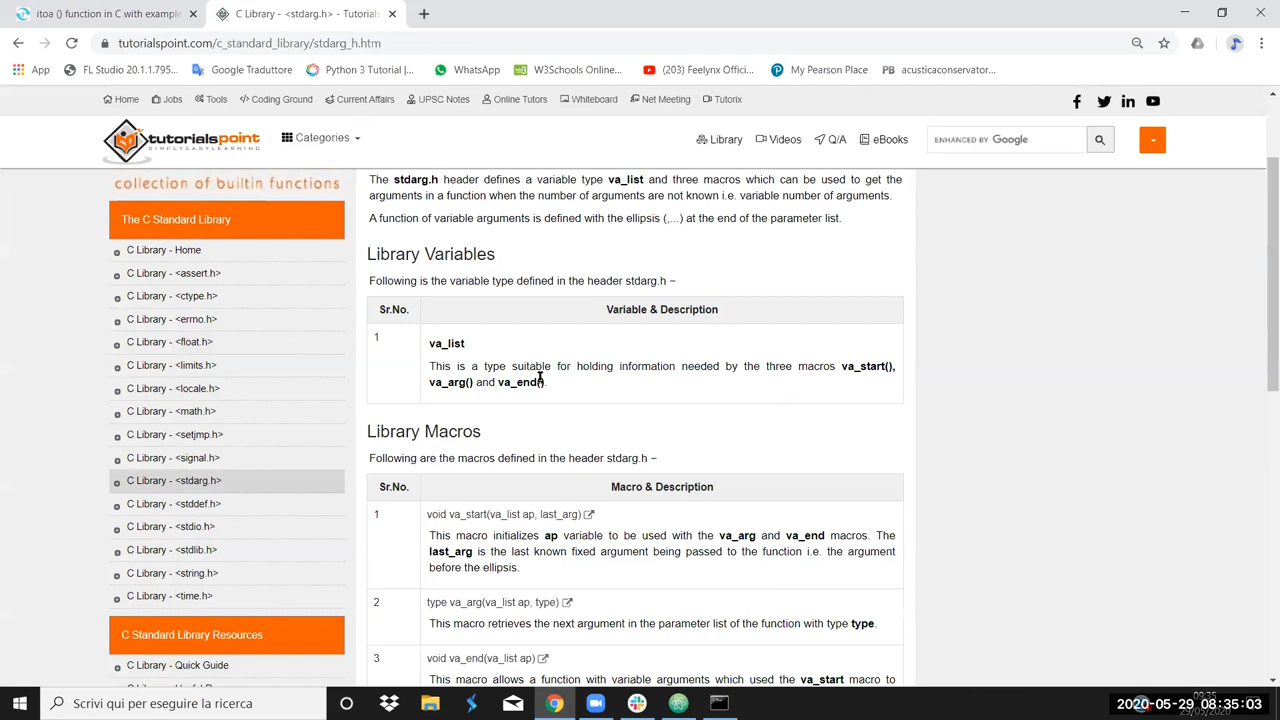 itoa () function in C with example
C Library - <stdarg.h> - Tutorials
tutorialspoint.com/c_standard_library/stdarg_h.htm
App
FL Studio 20.1.1.795...
Google Traduttore
Python 3 Tutorial |...
WhatsApp
W3Schools Online...
(203) Feelynx Offici...
My Pearson Place
PB acusticaconservator...
Home
Jobs
Tools
Coding Ground
Current Affairs
UPSC Notes
Online Tutors
Whiteboard
Net Meeting
Tutorix
tutorialspoint
SIMPLYEASYLEARNING
Categories
Library
Videos
Q/A
eBooks
ENHANCED BY Google
collection of builtin functions
The C Standard Library
C Library - Home
C Library - <assert.h>
C Library - <ctype.h>
C Library - <errno.h>
C Library - <float.h>
C Library - <limits.h>
C Library - <locale.h>
C Library - <math.h>
C Library - <setjmp.h>
C Library - <signal.h>
C Library - <stdarg.h>
C Library - <stddef.h>
C Library - <stdio.h>
C Library - <stdlib.h>
C Library - <string.h>
C Library - <time.h>
C Standard Library Resources
C Library - Quick Guide
The stdarg.h header defines a variable type va_list and three macros which can be used to get the
arguments in a function when the number of arguments are not known i.e. variable number of arguments.
A function of variable arguments is defined with the ellipsis (,...) at the end of the parameter list.
Library Variables
Following is the variable type defined in the header stdarg.h −
Sr.No.
Variable & Description
1
va_list
This is a type suitable for holding information needed by the three macros va_start(),
va_arg() and va_end().
Library Macros
Following are the macros defined in the header stdarg.h −
Sr.No.
Macro & Description
1
void va_start(va_list ap, last_arg)
This macro initializes ap variable to be used with the va_arg and va_end macros. The
last_arg is the last known fixed argument being passed to the function i.e. the argument
before the ellipsis.
2
type va_arg(va_list ap, type)
This macro retrieves the next argument in the parameter list of the function with type type.
3
void va_end(va_list ap)
This macro allows a function with variable arguments which used the va_start macro to
Scrivi qui per eseguire la ricerca
09:35
29/05/2020
2020-05-29 08:35:03